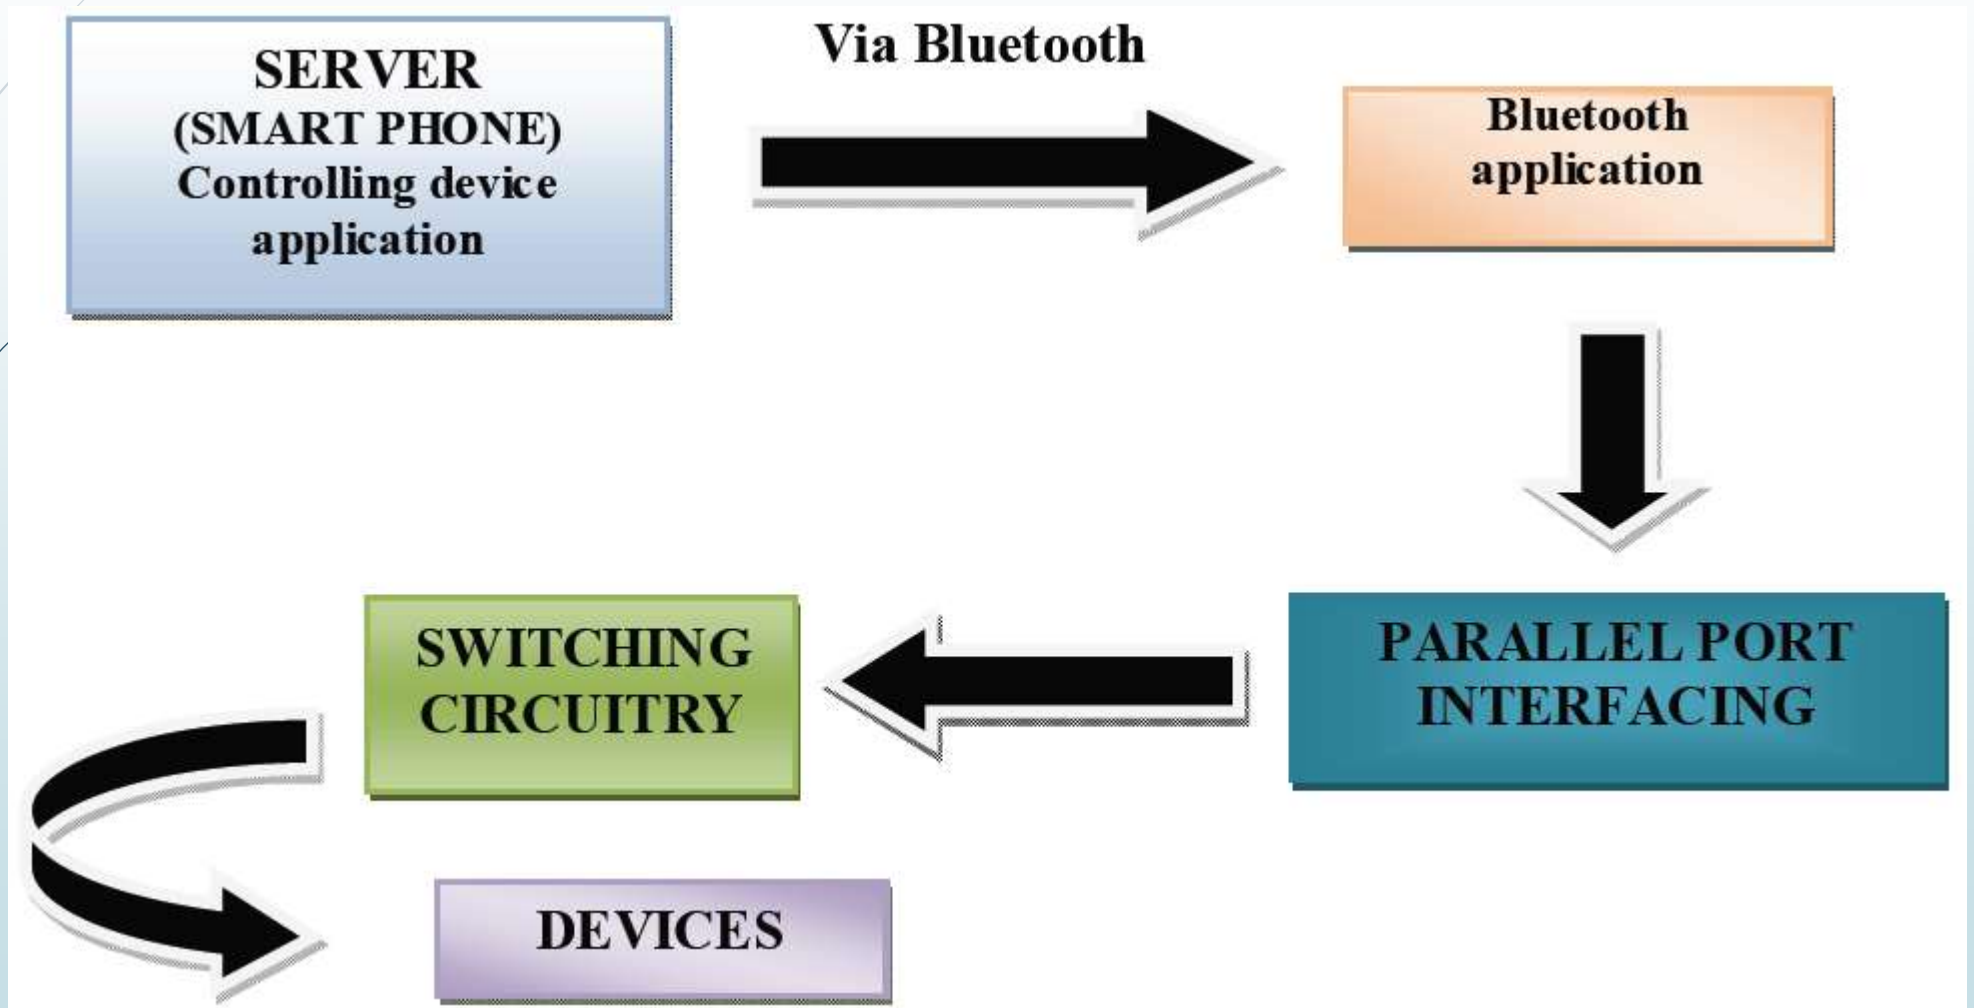 SERVER
(SMART PHONE)
Controlling device
application
Via Bluetooth
Bluetooth
application
PARALLEL PORT
INTERFACING
SWITCHING
CIRCUITRY
DEVICES